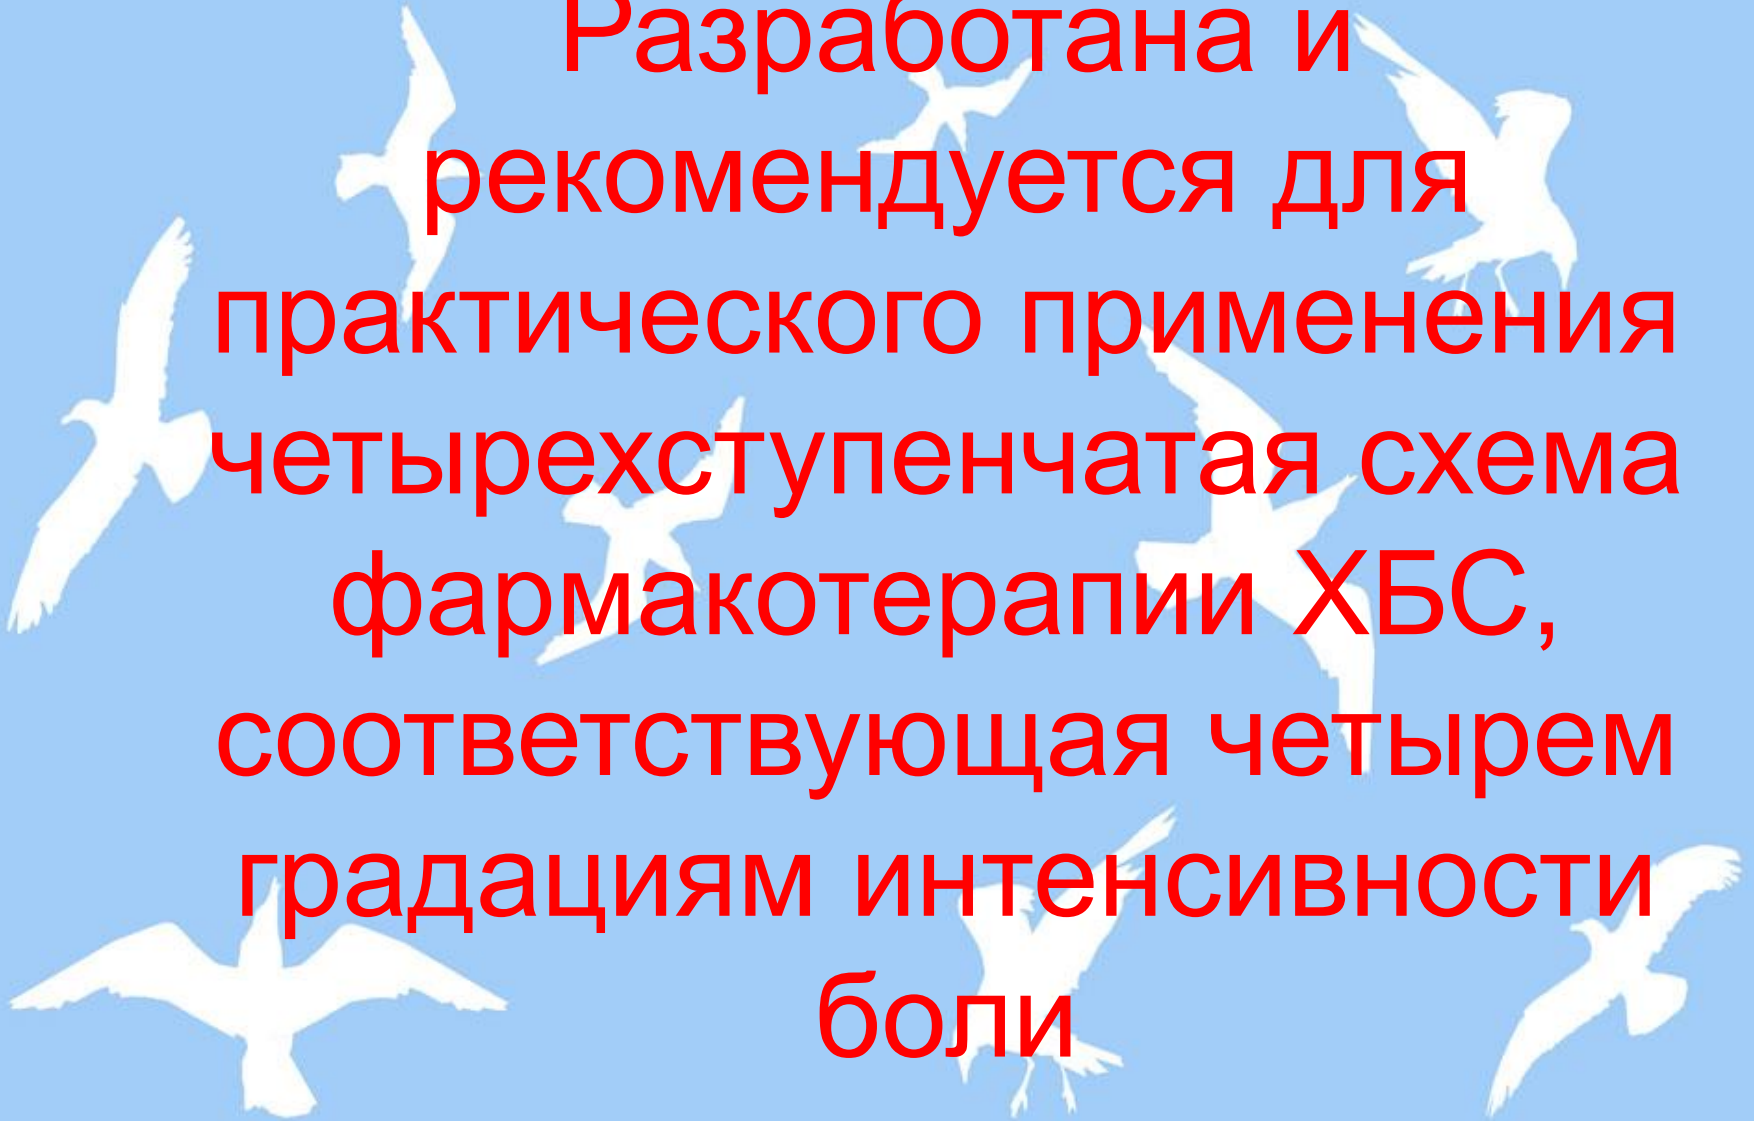 Разработана и
рекомендуется для
практического применения
четырехступенчатая схема
фармакотерапии ХБС,
соответствующая четырем
градациям интенсивности
боли